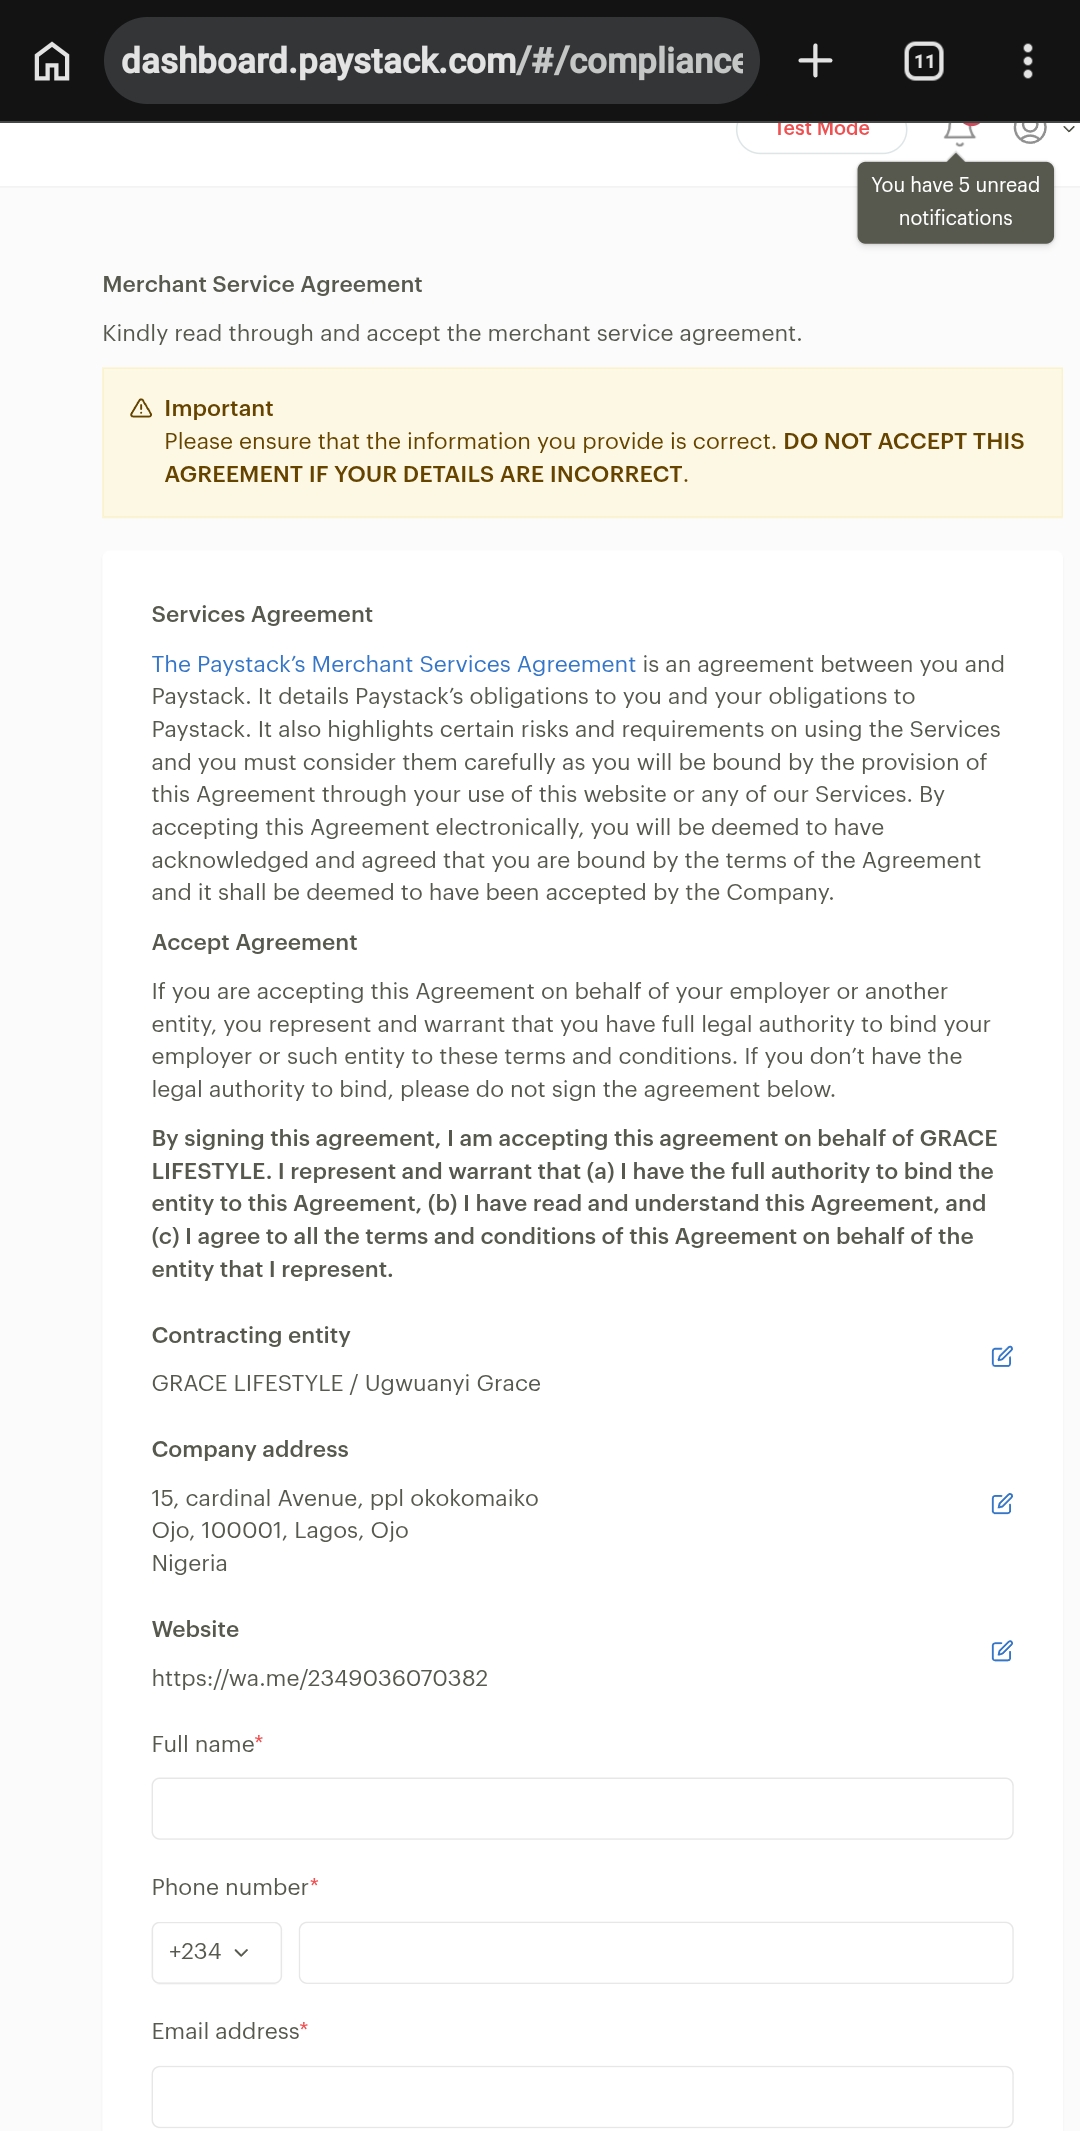 dashboard.paystack.com/#/compliance
11
Test Mode
You have 5 unread
notifications
Merchant Service Agreement
Kindly read through and accept the merchant service agreement.
Important
Please ensure that the information you provide is correct. DO NOT ACCEPT THIS
AGREEMENT IF YOUR DETAILS ARE INCORRECT.
Services Agreement
The Paystack’s Merchant Services Agreement is an agreement between you and
Paystack. It details Paystack’s obligations to you and your obligations to
Paystack. It also highlights certain risks and requirements on using the Services
and you must consider them carefully as you will be bound by the provision of
this Agreement through your use of this website or any of our Services. By
accepting this Agreement electronically, you will be deemed to have
acknowledged and agreed that you are bound by the terms of the Agreement
and it shall be deemed to have been accepted by the Company.
Accept Agreement
If you are accepting this Agreement on behalf of your employer or another
entity, you represent and warrant that you have full legal authority to bind your
employer or such entity to these terms and conditions. If you don’t have the
legal authority to bind, please do not sign the agreement below.
By signing this agreement, I am accepting this agreement on behalf of GRACE
LIFESTYLE. I represent and warrant that (a) I have the full authority to bind the
entity to this Agreement, (b) I have read and understand this Agreement, and
(c) I agree to all the terms and conditions of this Agreement on behalf of the
entity that I represent.
Contracting entity
GRACE LIFESTYLE / Ugwuanyi Grace
Company address
15, cardinal Avenue, ppl okokomaiko
Ojo, 100001, Lagos, Ojo
Nigeria
Website
https://wa.me/2349036070382
Full name*
Phone number*
+234
Email address*